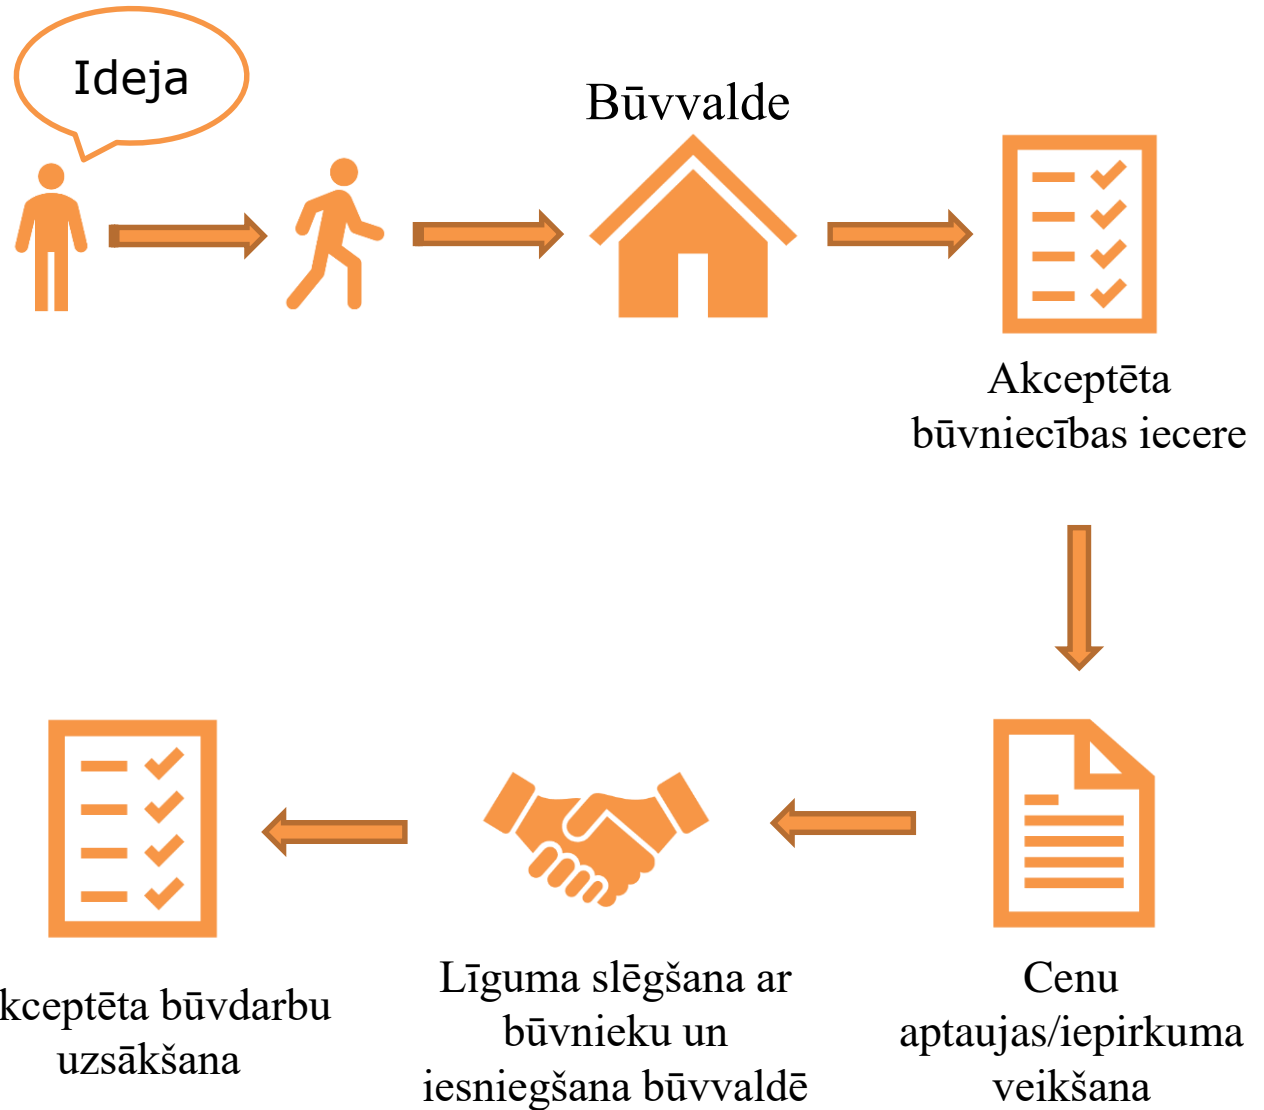 Ideja
Būvvalde
Akceptēta
būvniecības iecere
Cenu
aptaujas/iepirkuma
veikšana
Līguma slēgšana ar
būvnieku un
iesniegšana būvvaldē
kceptēta būvdarbu
uzsākšana